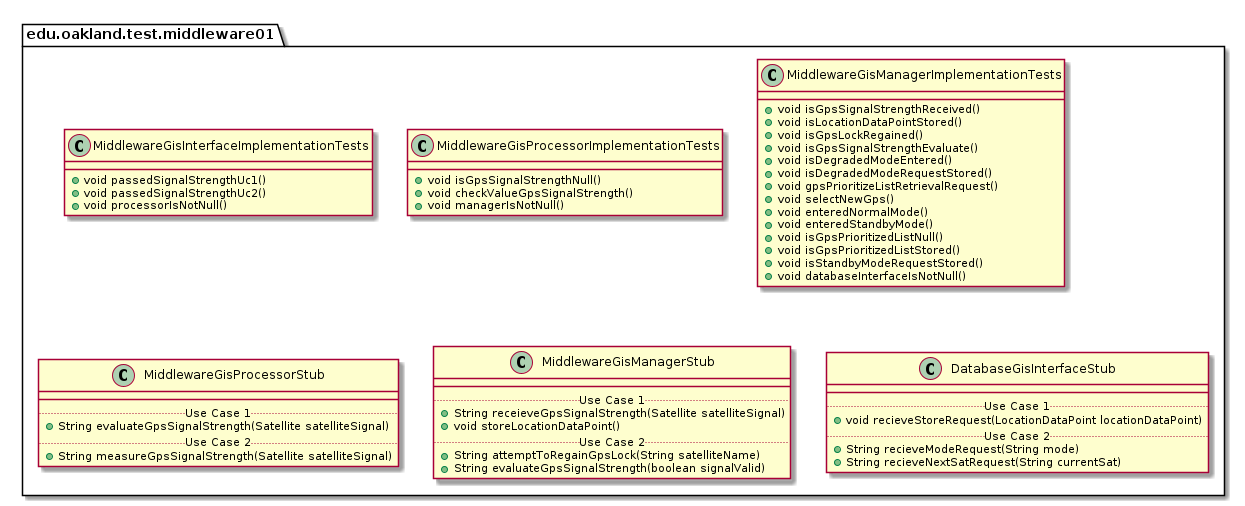 edu.oakland.test.middleware01
C MiddlewareGisInterfaceImplementationTests
void passedSignalStrengthUc1()
void passedSignalStrengthUc2()
void processorIsNotNull()
C MiddlewareGisProcessorImplementationTests
void isGpsSignalStrengthNull()
void checkValueGpsSignalStrength()
void managerIsNotNull()
C MiddlewareGisManagerImplementationTests
void isGpsSignalStrengthReceived()
void isLocationDataPointStored()
void isGpsLockRegained()
void isGpsSignalStrengthEvaluate()
void isDegradedModeEntered()
void isDegradedModeRequestStored()
void gpsPrioritizeListRetrievalRequest()
void selectNewGps()
void enteredNormalMode()
void enteredStandbyMode()
void isGpsPrioritizedListNull()
void isGpsPrioritizedListStored()
void isStandbyModeRequestStored()
void databaseInterfaceIsNotNull()
C MiddlewareGisProcessorStub
Use Case 1
String evaluateGpsSignalStrength(Satellite satelliteSignal)
Use Case 2
String measureGpsSignalStrength(Satellite satelliteSignal)
C MiddlewareGisManagerStub
Use Case 1
String receieveGpsSignalStrength(Satellite satelliteSignal)
void storeLocationDataPoint()
Use Case 2
String attemptToRegainGpsLock(String satelliteName)
String evaluateGpsSignalStrength(boolean signalValid)
C DatabaseGisInterfaceStub
Use Case 1
void recieveStoreRequest(LocationDataPoint locationDataPoint)
Use Case 2
String recieveModeRequest(String mode)
String recieveNextSatRequest(String currentSat)